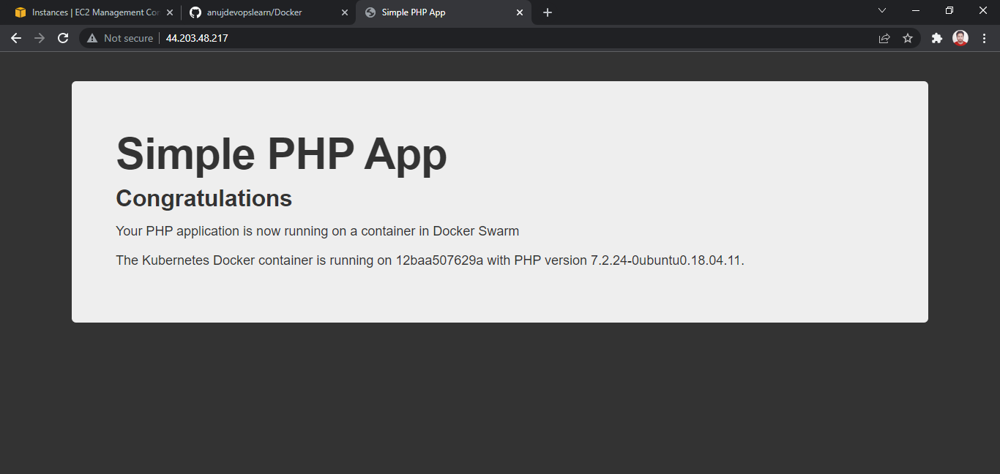 Instances | EC2 Management Cor
anujdevopslearn/Docker
Simple PHP App
Not secure
44.203.48.217
Simple PHP App
Congratulations
Your PHP application is now running on a container in Docker Swarm
The Kubernetes Docker container is running on 12baa507629a with PHP version 7.2.24-0ubuntu0.18.04.11.